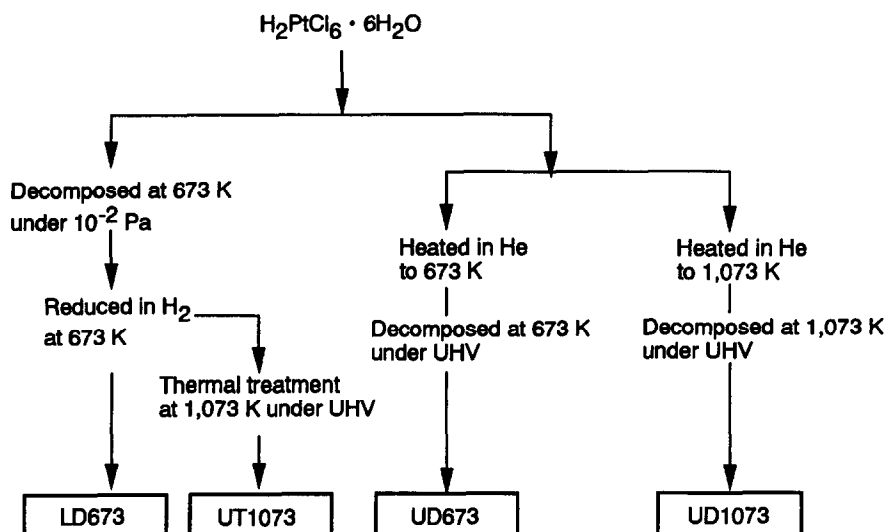 H₂PtCl₆ • 6H₂O
Decomposed at 673 K
under 10⁻² Pa
Reduced in H₂
at 673 K
Thermal treatment
at 1,073 K under UHV
Heated in He
to 673 K
Decomposed at 673 K
under UHV
Heated in He
to 1,073 K
Decomposed at 1,073 K
under UHV
LD673
UT1073
UD673
UD1073